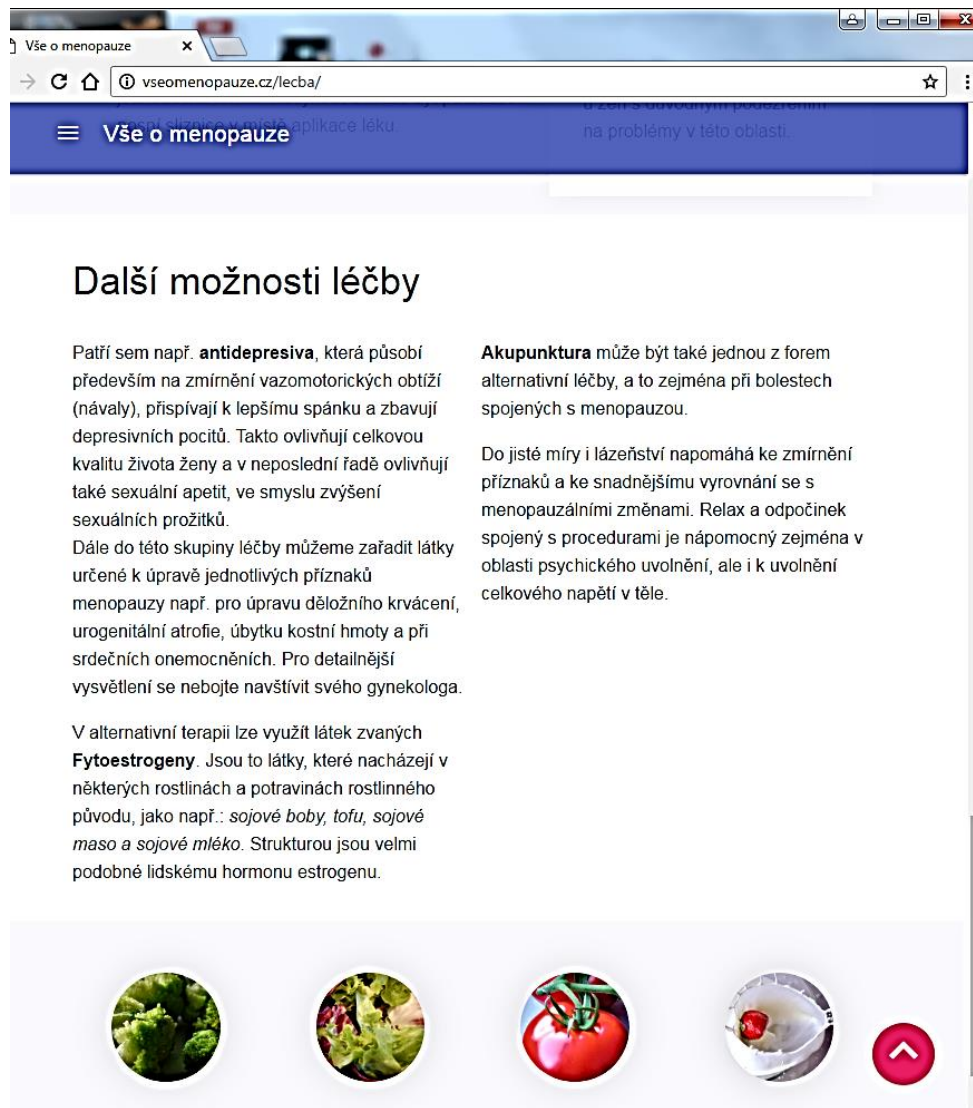 Vše o menopauze
vseomenopauze.cz/lecba/
aplikace léku.
na problémy v této oblasti.
Vše o menopauze
Další možnosti léčby
Patří sem např. antidepresiva, která působí
především na zmírnění vazomotorických obtíží
(návaly), přispívají k lepšímu spánku a zbavují
depresivních pocitů. Takto ovlivňují celkovou
kvalitu života ženy a v neposlední řadě ovlivňují
také sexuální apetit, ve smyslu zvýšení
sexuálních prožitků.
Dále do této skupiny léčby můžeme zařadit látky
určené k úpravě jednotlivých příznaků
menopauzy např. pro úpravu děložního krvácení,
urogenitální atrofie, úbytku kostní hmoty a při
srdečních onemocněních. Pro detailnější
vysvětlení se nebojte navštívit svého gynekologa.
V alternativní terapii lze využít látek zvaných
Fytoestrogeny. Jsou to látky, které nacházejí v
některých rostlinách a potravinách rostlinného
původu, jako např.: sojové boby, tofu, sojové
maso a sojové mléko. Strukturou jsou velmi
podobné lidskému hormonu estrogenu.
Akupunktura může být také jednou z forem
alternativní léčby, a to zejména při bolestech
spojených s menopauzou.
Do jisté míry i lázeňství napomáhá ke zmírnění
příznaků a ke snadnějšímu vyrovnání se s
menopauzálními změnami. Relax a odpočinek
spojený s procedurami je nápomocný zejména v
oblasti psychického uvolnění, ale i k uvolnění
celkového napětí v těle.